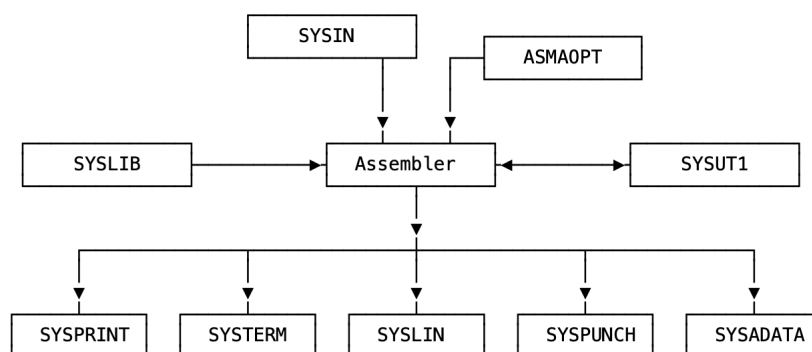 SYSIN
ASMAOPT
SYSLIB
Assembler
SYSUT1
SYSPRINT
SYSTERM
SYSLIN
SYSPUNCH
SYSADATA